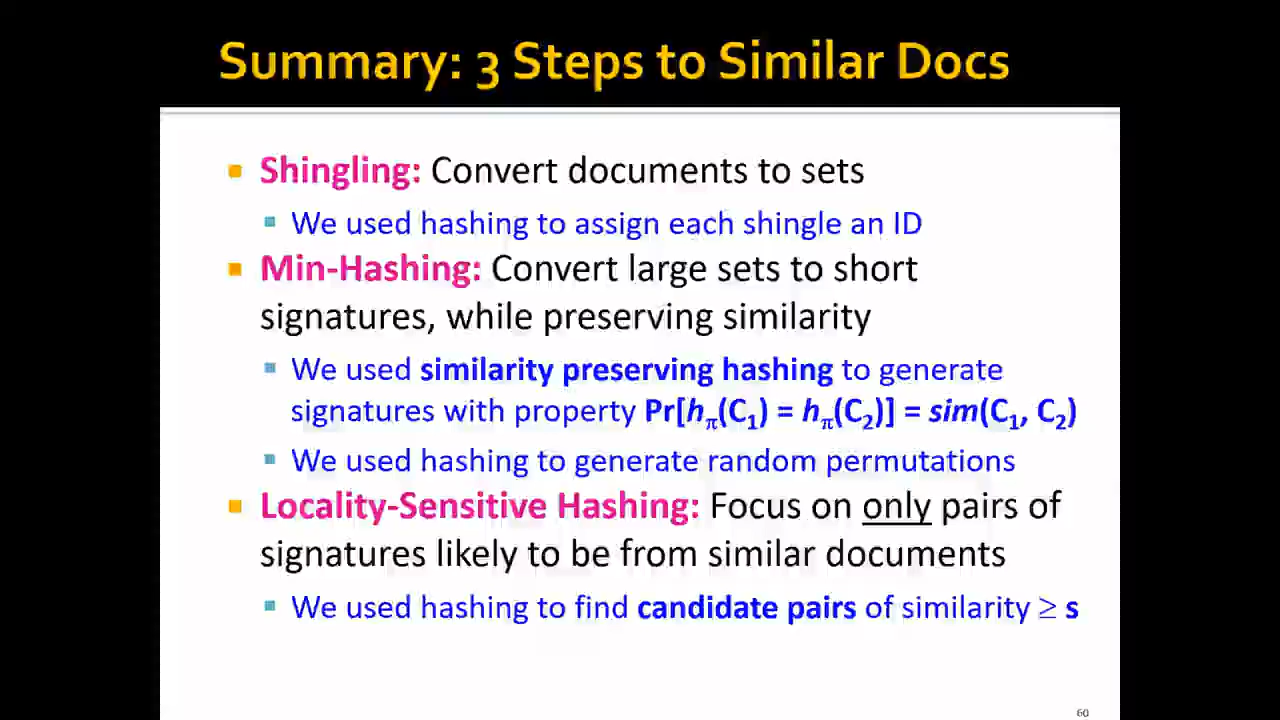 Summary: 3 Steps to Similar Docs
Shingling: Convert documents to sets
We used hashing to assign each shingle an ID
Min-Hashing: Convert large sets to short
signatures, while preserving similarity
We used similarity preserving hashing to generate
signatures with property Pr[hπ(C1) = hπ(C2)] = sim(C1, C2)
We used hashing to generate random permutations
Locality-Sensitive Hashing: Focus on only pairs of
signatures likely to be from similar documents
We used hashing to find candidate pairs of similarity ≥ s
60